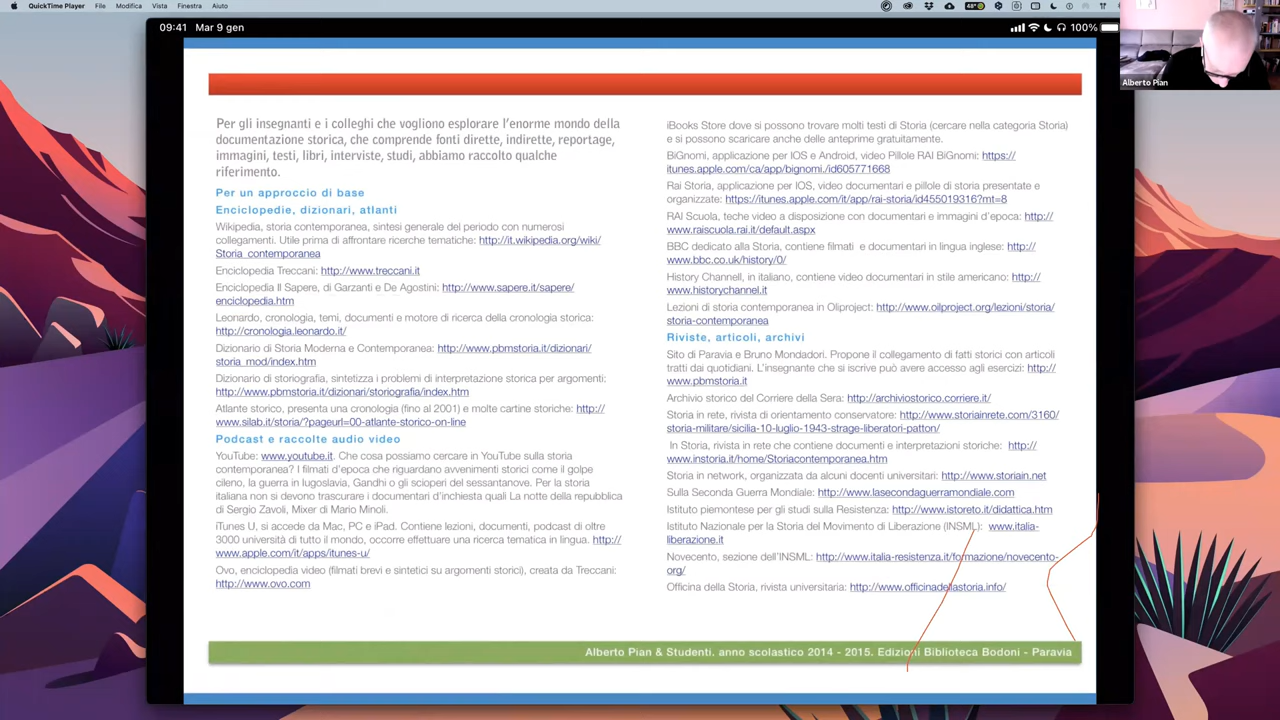 QuickTime Player File Modifica Vista Finestra Aiuto
48°
09:41 Mar 9 gen
100%
Alberto Pian
Per gli insegnanti e i colleghi che vogliono esplorare l'enorme mondo della
documentazione storica, che comprende fonti dirette, indirette, reportage,
immagini, testi, libri, interviste, studi, abbiamo raccolto qualche
riferimento.
Per un approccio di base
Enciclopedie, dizionari, atlanti
Wikipedia, storia contemporanea, sintesi generale del periodo con numerosi
collegamenti. Utile prima di affrontare ricerche tematiche: http://it.wikipedia.org/wiki/
Storia_contemporanea
Enciclopedia Treccani: http://www.treccani.it
Enciclopedia Il Sapere, di Garzanti e De Agostini: http://www.sapere.it/sapere/
enciclopedia.htm
Leonardo, cronologia, temi, documenti e motore di ricerca della cronologia storica:
http://cronologia.leonardo.it/
Dizionario di Storia Moderna e Contemporanea: http://www.pbmstoria.it/dizionari/
storia_mod/index.htm
Dizionario di storiografia, sintetizza i problemi di interpretazione storica per argomenti:
http://www.pbmstoria.it/dizionari/storiografia/index.htm
Atlante storico, presenta una cronologia (fino al 2001) e molte cartine storiche: http://
www.silab.it/storia/?pageurl=00-atlante-storico-on-line
Podcast e raccolte audio video
YouTube: www.youtube.it. Che cosa possiamo cercare in YouTube sulla storia
contemporanea? I filmati d'epoca che riguardano avvenimenti storici come il golpe
cileno, la guerra in Iugoslavia, Gandhi o gli scioperi del sessantanove. Per la storia
italiana non si devono trascurare i documentari d'inchiesta quali La notte della repubblica
di Sergio Zavoli, Mixer di Mario Minoli.
iTunes U, si accede da Mac, PC e iPad. Contiene lezioni, documenti, podcast di oltre
3000 università di tutto il mondo, occorre effettuare una ricerca tematica in lingua. http://
www.apple.com/it/apps/itunes-u/
Ovo, enciclopedia video (filmati brevi e sintetici su argomenti storici), creata da Treccani:
http://www.ovo.com
iBooks Store dove si possono trovare molti testi di Storia (cercare nella categoria Storia)
e si possono scaricare anche delle anteprime gratuitamente.
BiGnomi, applicazione per IOS e Android, video Pillole RAI BiGnomi: https://
itunes.apple.com/ca/app/bignomi./id605771668
Rai Storia, applicazione per IOS, video documentari e pillole di storia presentate e
organizzate: https://itunes.apple.com/it/app/rai-storia/id455019316?mt=8
RAI Scuola, teche video a disposizione con documentari e immagini d'epoca: http://
www.raiscuola.rai.it/default.aspx
BBC dedicato alla Storia, contiene filmati e documentari in lingua inglese: http://
www.bbc.co.uk/history/0/
History Channell, in italiano, contiene video documentari in stile americano: http://
www.historychannel.it
Lezioni di storia contemporanea in Oliproject: http://www.oilproject.org/lezioni/storia/
storia-contemporanea
Riviste, articoli, archivi
Sito di Paravia e Bruno Mondadori. Propone il collegamento di fatti storici con articoli
tratti dai quotidiani. L'insegnante che si iscrive può avere accesso agli esercizi: http://
www.pbmstoria.it
Archivio storico del Corriere della Sera: http://archiviostorico.corriere.it/
Storia in rete, rivista di orientamento conservatore: http://www.storiainrete.com/3160/
storia-militare/sicilia-10-luglio-1943-strage-liberatori-patton/
In Storia, rivista in rete che contiene documenti e interpretazioni storiche: http://
www.instoria.it/home/Storiacontemporanea.htm
Storia in network, organizzata da alcuni docenti universitari: http://www.storiain.net
Sulla Seconda Guerra Mondiale: http://www.lasecondaguerramondiale.com
Istituto piemontese per gli studi sulla Resistenza: http://www.istoreto.it/didattica.htm
Istituto Nazionale per la Storia del Movimento di Liberazione (INSML): www.italia-
liberazione.it
Novecento, sezione dell'INSML: http://www.italia-resistenza.it/formazione/novecento-
org/
Officina della Storia, rivista universitaria: http://www.officinadellastoria.info/
Alberto Pian & Studenti. anno scolastico 2014 - 2015. Edizioni Biblioteca Bodoni - Paravia